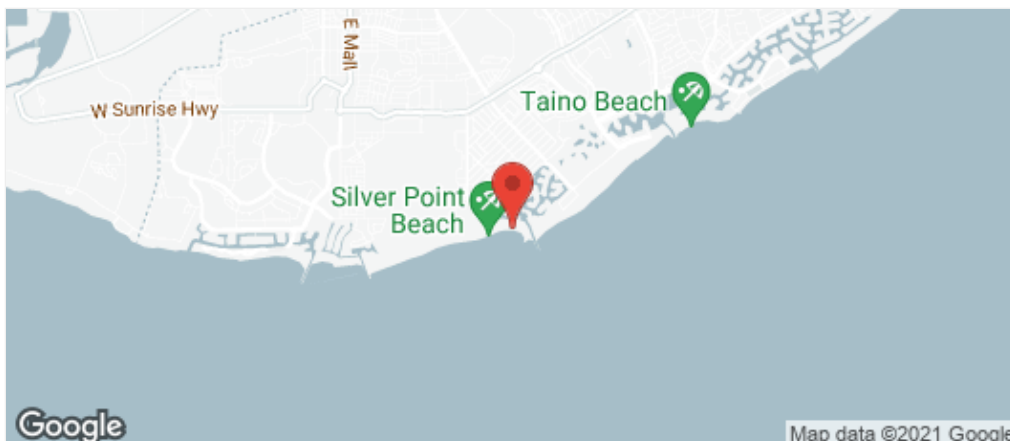 E Mall
W Sunrise Hwy
Taino Beach
Silver Point
Beach
Google
Map data ©2021 Google